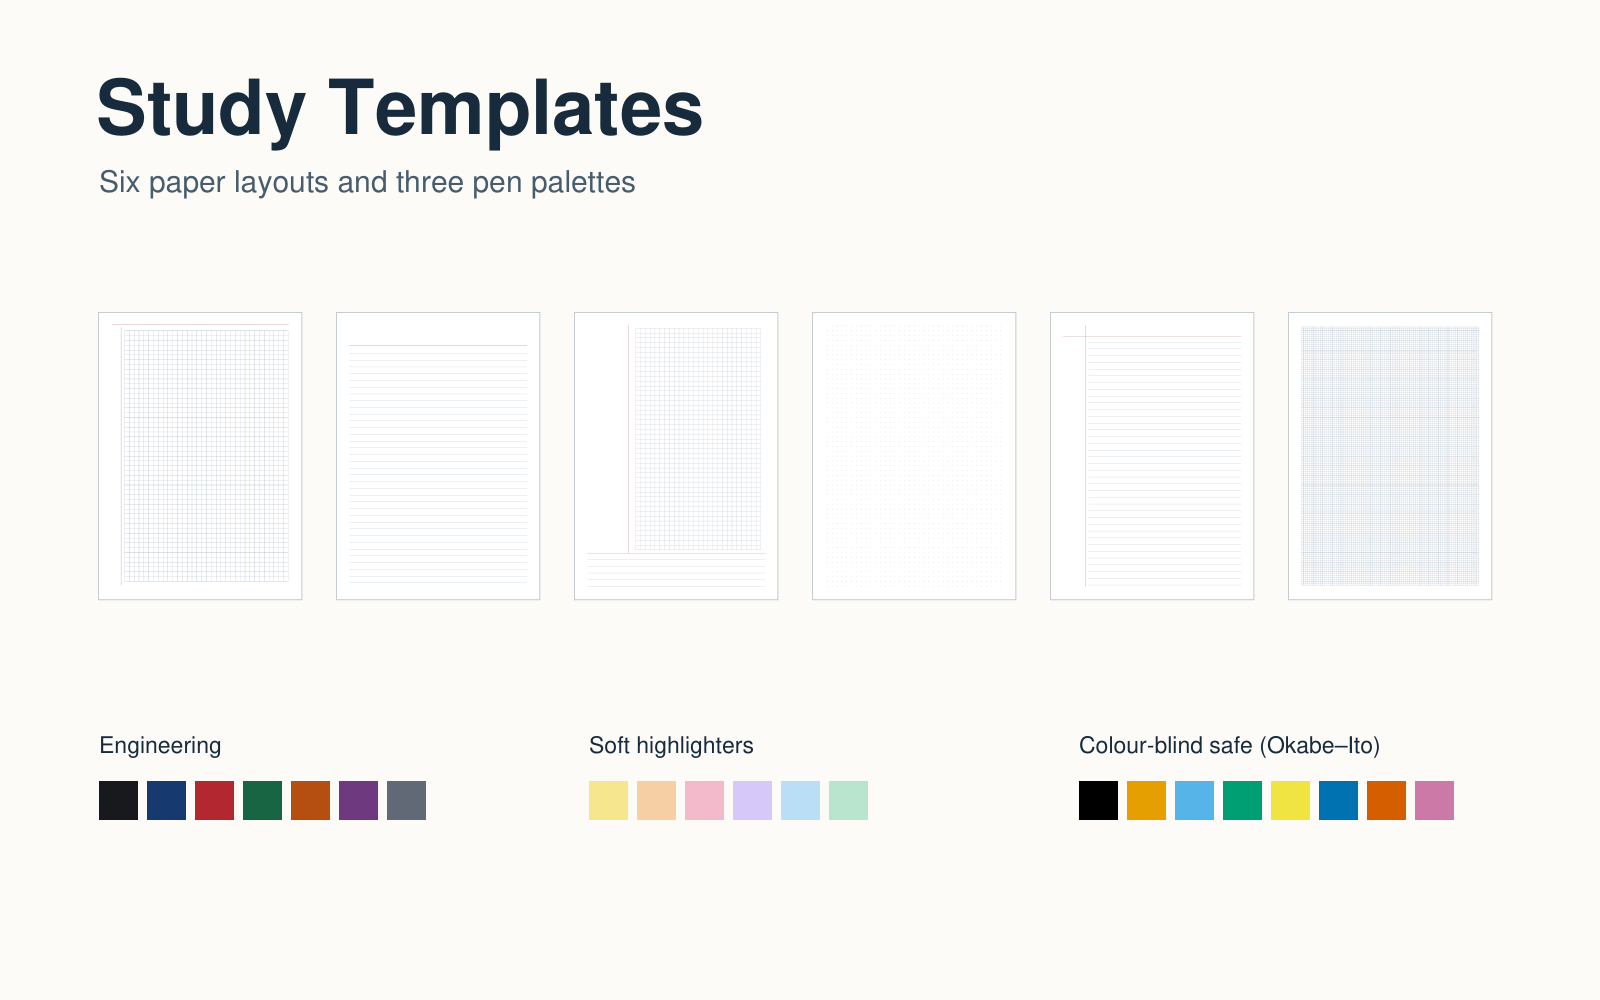 Study Templates
Six paper layouts and three pen palettes
Engineering
Soft highlighters
Colour-blind safe (Okabe–Ito)